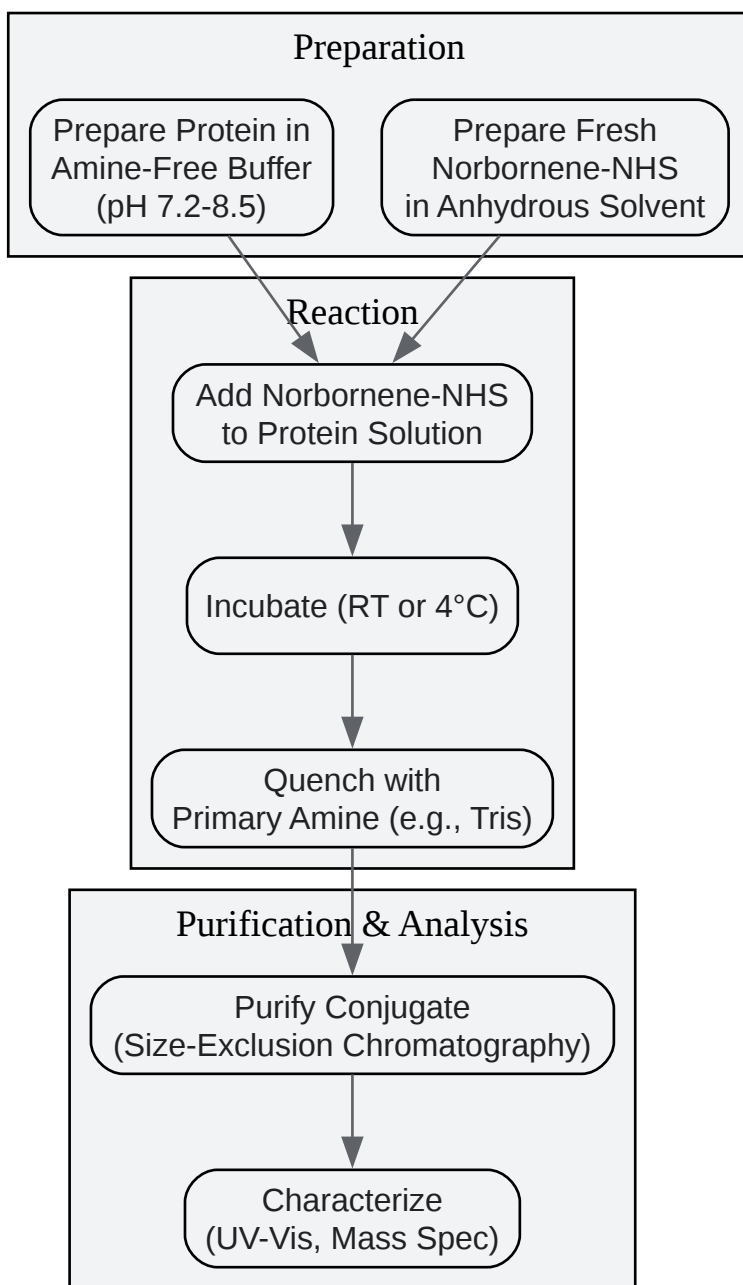 Preparation
Prepare Protein in
Amine-Free Buffer
(pH 7.2-8.5)
Prepare Fresh
Norbornene-NHS
in Anhydrous Solvent
Reaction
Add Norbornene-NHS
to Protein Solution
Incubate (RT or 4°C)
Quench with
Primary Amine (e.g., Tris)
Purification & Analysis
Purify Conjugate
(Size-Exclusion Chromatography)
Characterize
(UV-Vis, Mass Spec)